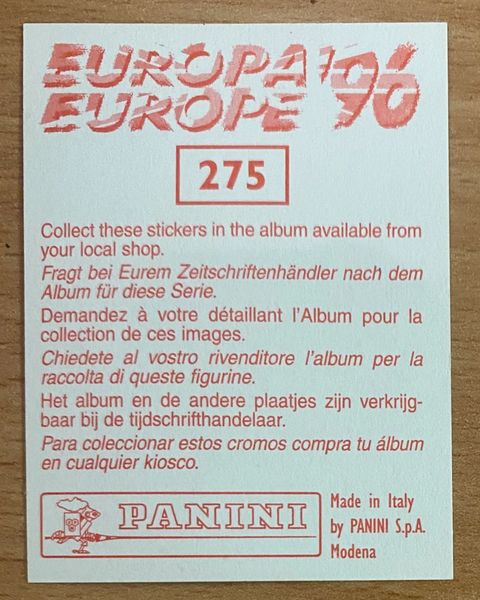 EUROPA
EUROPE '96
275
Collect these stickers in the album available from
your local shop.
Fragt bei Eurem Zeitschriftenhändler nach dem
Album für diese Serie.
Demandez à votre détaillant l'Album pour la
collection de ces images.
Chiedete al vostro rivenditore l'album per la
raccolta di queste figurine.
Het album en de andere plaatjes zijn verkrijg-
baar bij de tijdschrifthandelaar.
Para coleccionar estos cromos compra tu álbum
en cualquier kiosco.
PANINI
Made in Italy
by PANINI S.p.A.
Modena